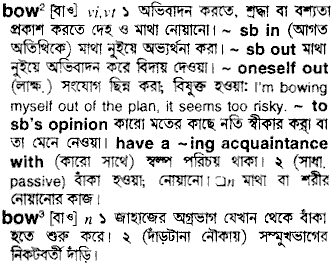 bow² [বাও] vi,vt ১ অভিবাদন করতে, শ্রদ্ধা বা বশ্যতা
প্রকাশ করতে দেহ ও মাথা নোয়ানো। ~ sb in (আগত
অতিথিকে) মাথা নুইয়ে অভ্যর্থনা করা। ~ sb out মাথা
নুইয়ে অভিবাদন করে বিদায় দেওয়া। ~ oneself out
(লাক্ষ.) সংযোগ ছিন্ন করা; বিযুক্ত হওয়া: I'm bowing
myself out of the plan, it seems too risky. ~ to
sb's opinion কারো মতের কাছে নতি স্বীকার করা বা
তা মেনে নেওয়া। have a ~ing acquaintance
with (কারো সাথে) স্বল্প পরিচয় থাকা। ২ (সাধা.
passive) বাঁকা হওয়া; নোয়ানো। □n মাথা বা শরীর
নোয়ানোর কাজ।
bow³ [বাও] n ১ জাহাজের অগ্রভাগ যেখান থেকে বাঁকা
হতে শুরু করে। ২ (দাঁড়টানা নৌকায়) সম্মুখভাগের
নিকটবর্তী দাঁড়ি।